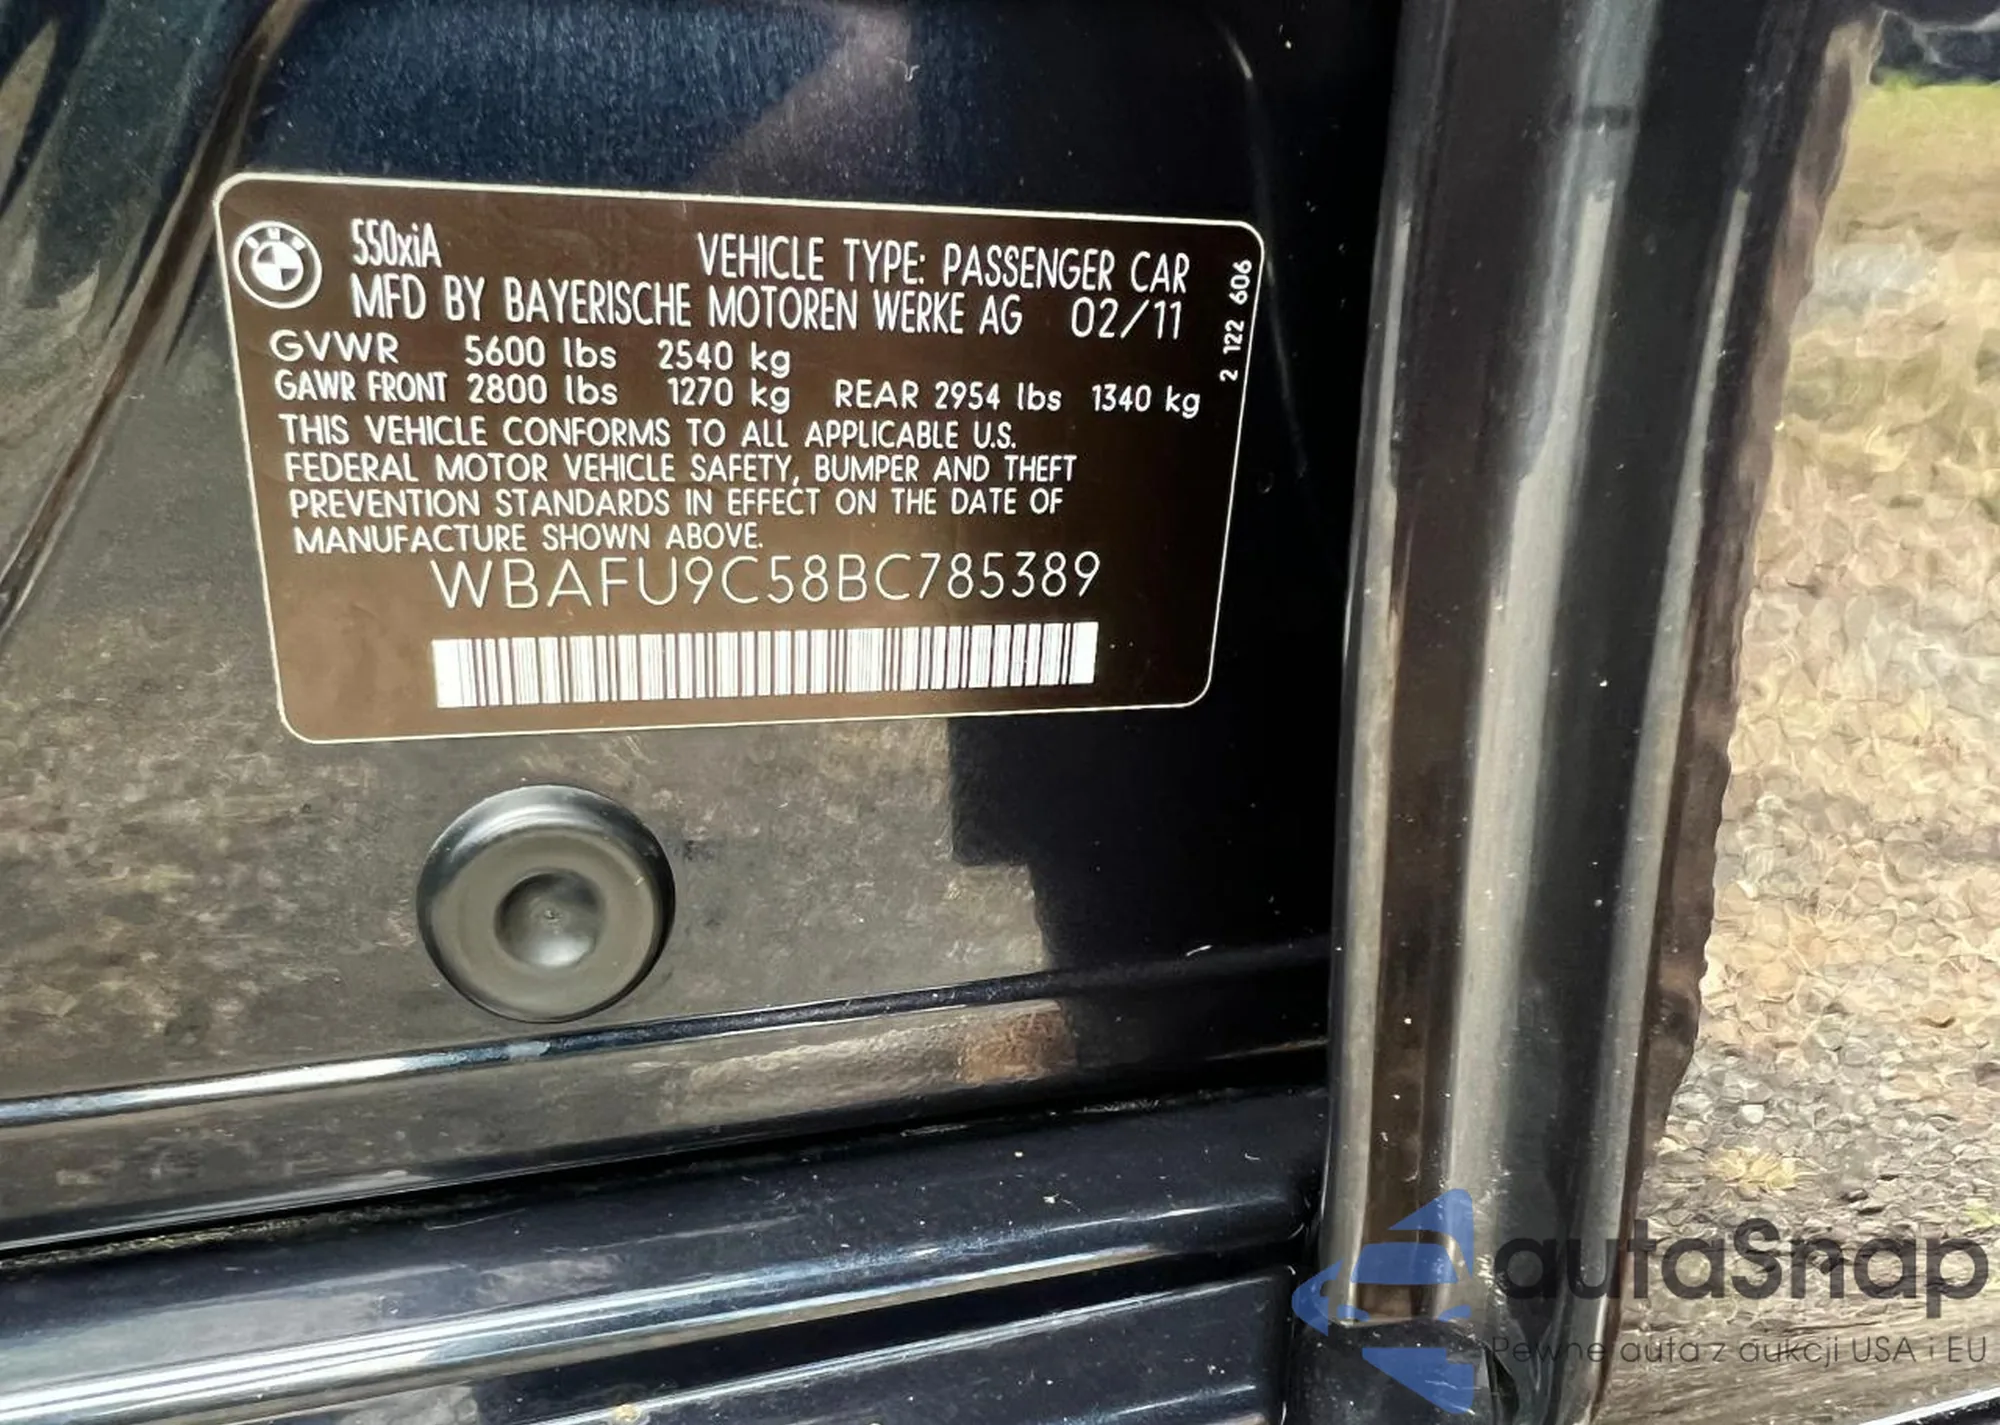 550xiA VEHICLE TYPE: PASSENGER CAR
MFD BY BAYERISCHE MOTOREN WERKE AG 02/11
GVWR 5600 lbs 2540 kg
GAWR FRONT 2800 lbs 1270 kg REAR 2954 lbs 1340 kg
THIS VEHICLE CONFORMS TO ALL APPLICABLE U.S.
FEDERAL MOTOR VEHICLE SAFETY, BUMPER AND THEFT
PREVENTION STANDARDS IN EFFECT ON THE DATE OF
MANUFACTURE SHOWN ABOVE.
WBAFU9C58BC785389
2 122 606
BMW
autaSnap
Pewne auta z aukcji USA i EU